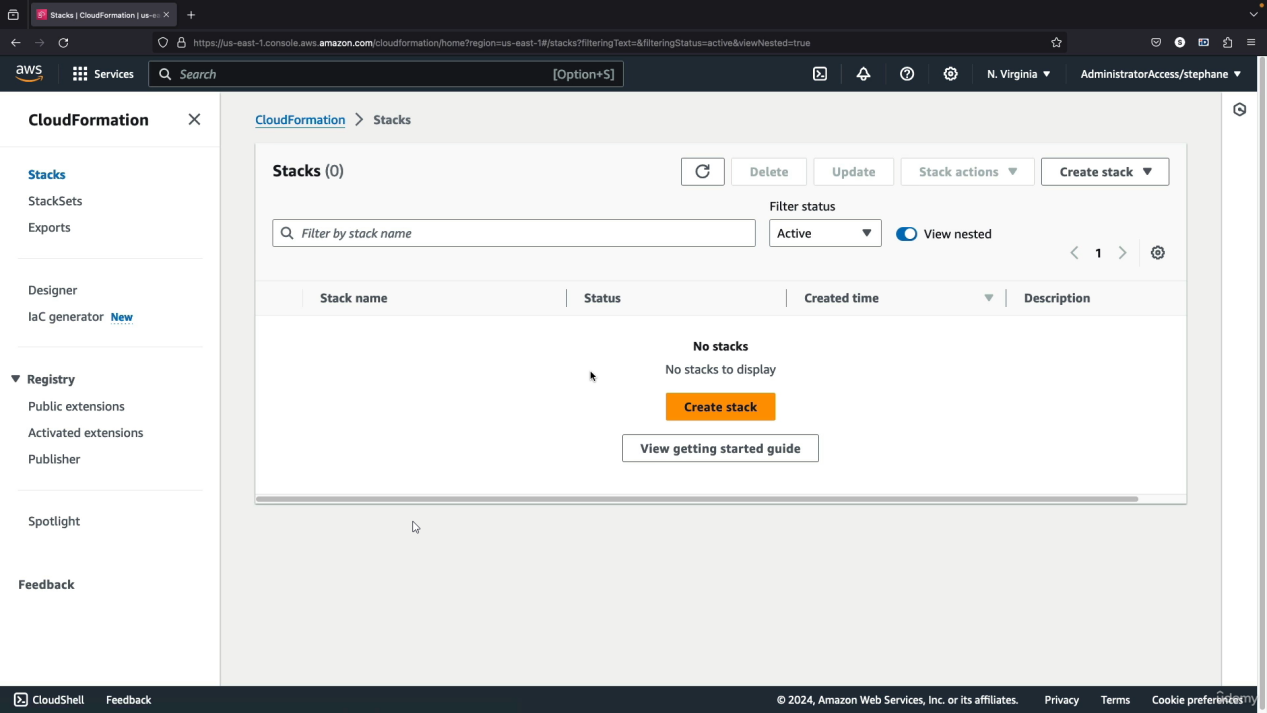 Stacks | CloudFormation | us-ea
https://us-east-1.console.aws.amazon.com/cloudformation/home?region=us-east-1#/stacks?filteringText=&filteringStatus=active&viewNested=true
aws Services Search [Option+S] N. Virginia AdministratorAccess/stephane
CloudFormation
Stacks
StackSets
Exports
Designer
IaC generator New
Registry
Public extensions
Activated extensions
Publisher
Spotlight
Feedback
CloudFormation > Stacks
Stacks (0) Delete Update Stack actions Create stack
Filter status
Filter by stack name Active View nested
1
Stack name Status Created time Description
No stacks
No stacks to display
Create stack
View getting started guide
CloudShell Feedback © 2024, Amazon Web Services, Inc. or its affiliates. Privacy Terms Cookie preferences
udemy